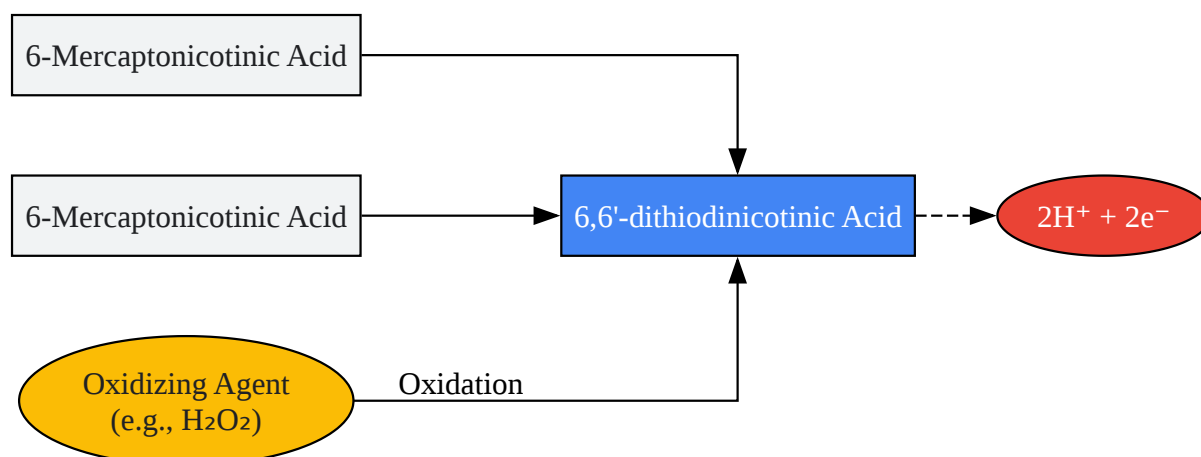 6-Mercaptonicotinic Acid
6-Mercaptonicotinic Acid
6,6'-dithiodinicotinic Acid
2H⁺ + 2e⁻
Oxidizing Agent
(e.g., H₂O₂)
Oxidation